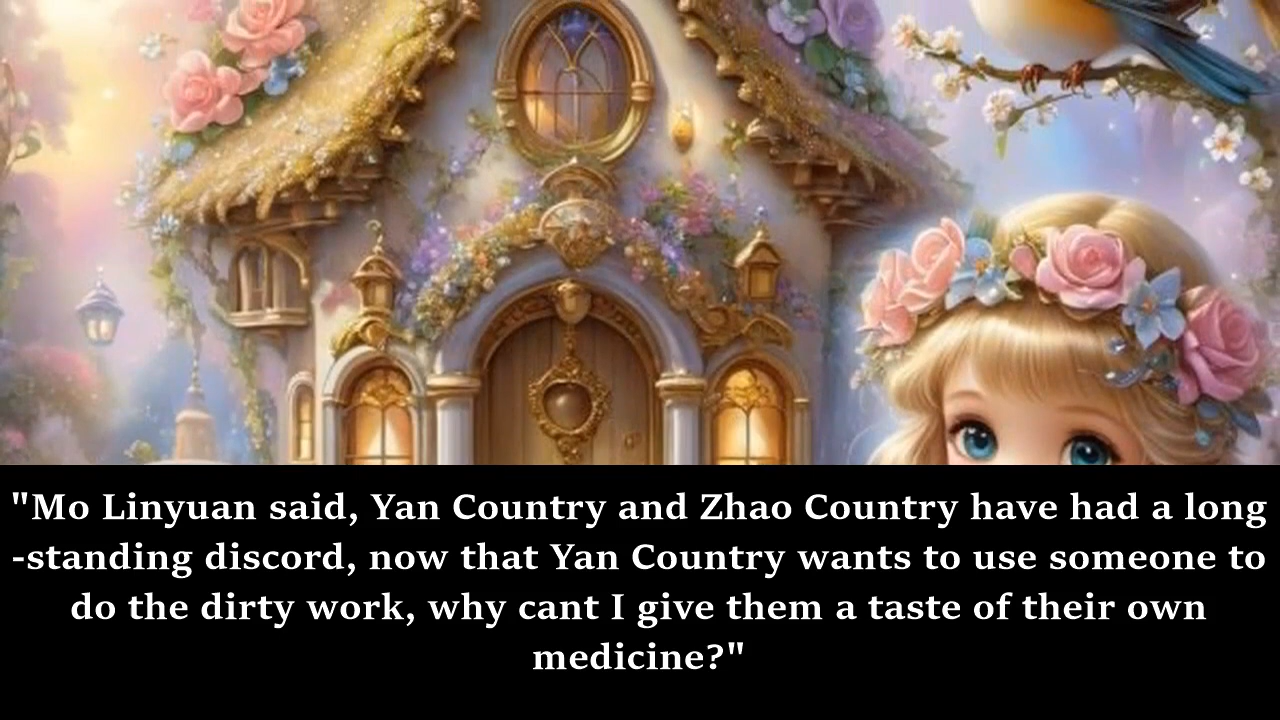 "Mo Linyuan said, Yan Country and Zhao Country have had a long
-standing discord, now that Yan Country wants to use someone to
do the dirty work, why cant I give them a taste of their own
medicine?"